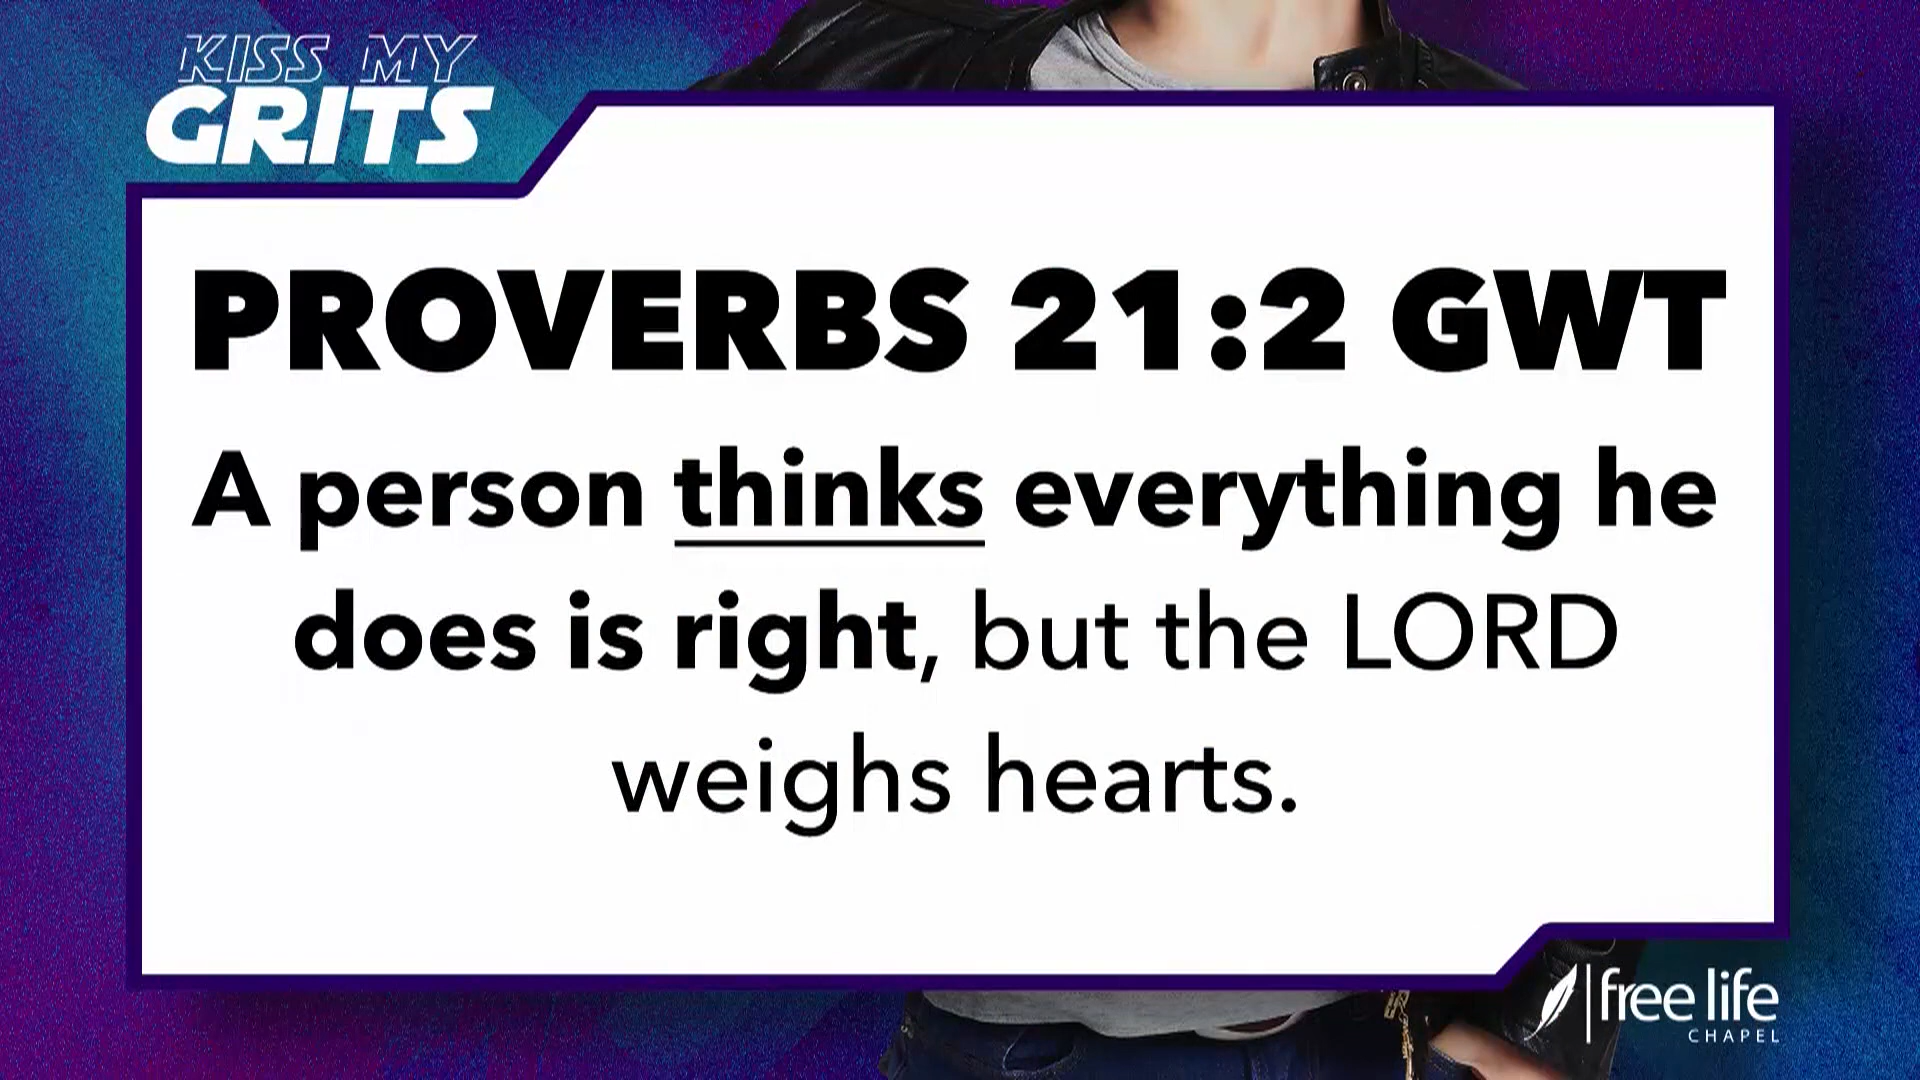 KISS MY
GRITS
PROVERBS 21:2 GWT
A person thinks everything he
does is right, but the LORD
weighs hearts.
free life
CHAPEL